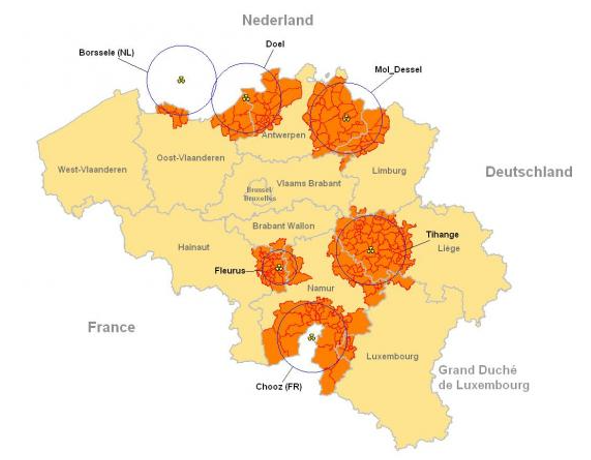 Nederland
Doel
Borssele (NL)
Mol_Dessel
Antwerpen
West-Vlaanderen
Oost-Vlaanderen
Limburg
Deutschland
Vlaams Brabant
Brussel/
Bruxelles
Brabant Wallon
Tihange
Hainaut
Liège
Fleurus
Namur
France
Luxembourg
Grand Duché
de Luxembourg
Chooz (FR)